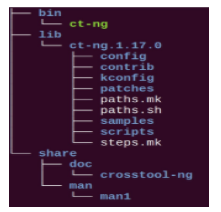 bin
ct-ng
lib
ct-ng.1.17.0
config
contrib
kconfig
patches
paths.mk
paths.sh
samples
scripts
steps.mk
share
doc
crosstool-ng
man
man1